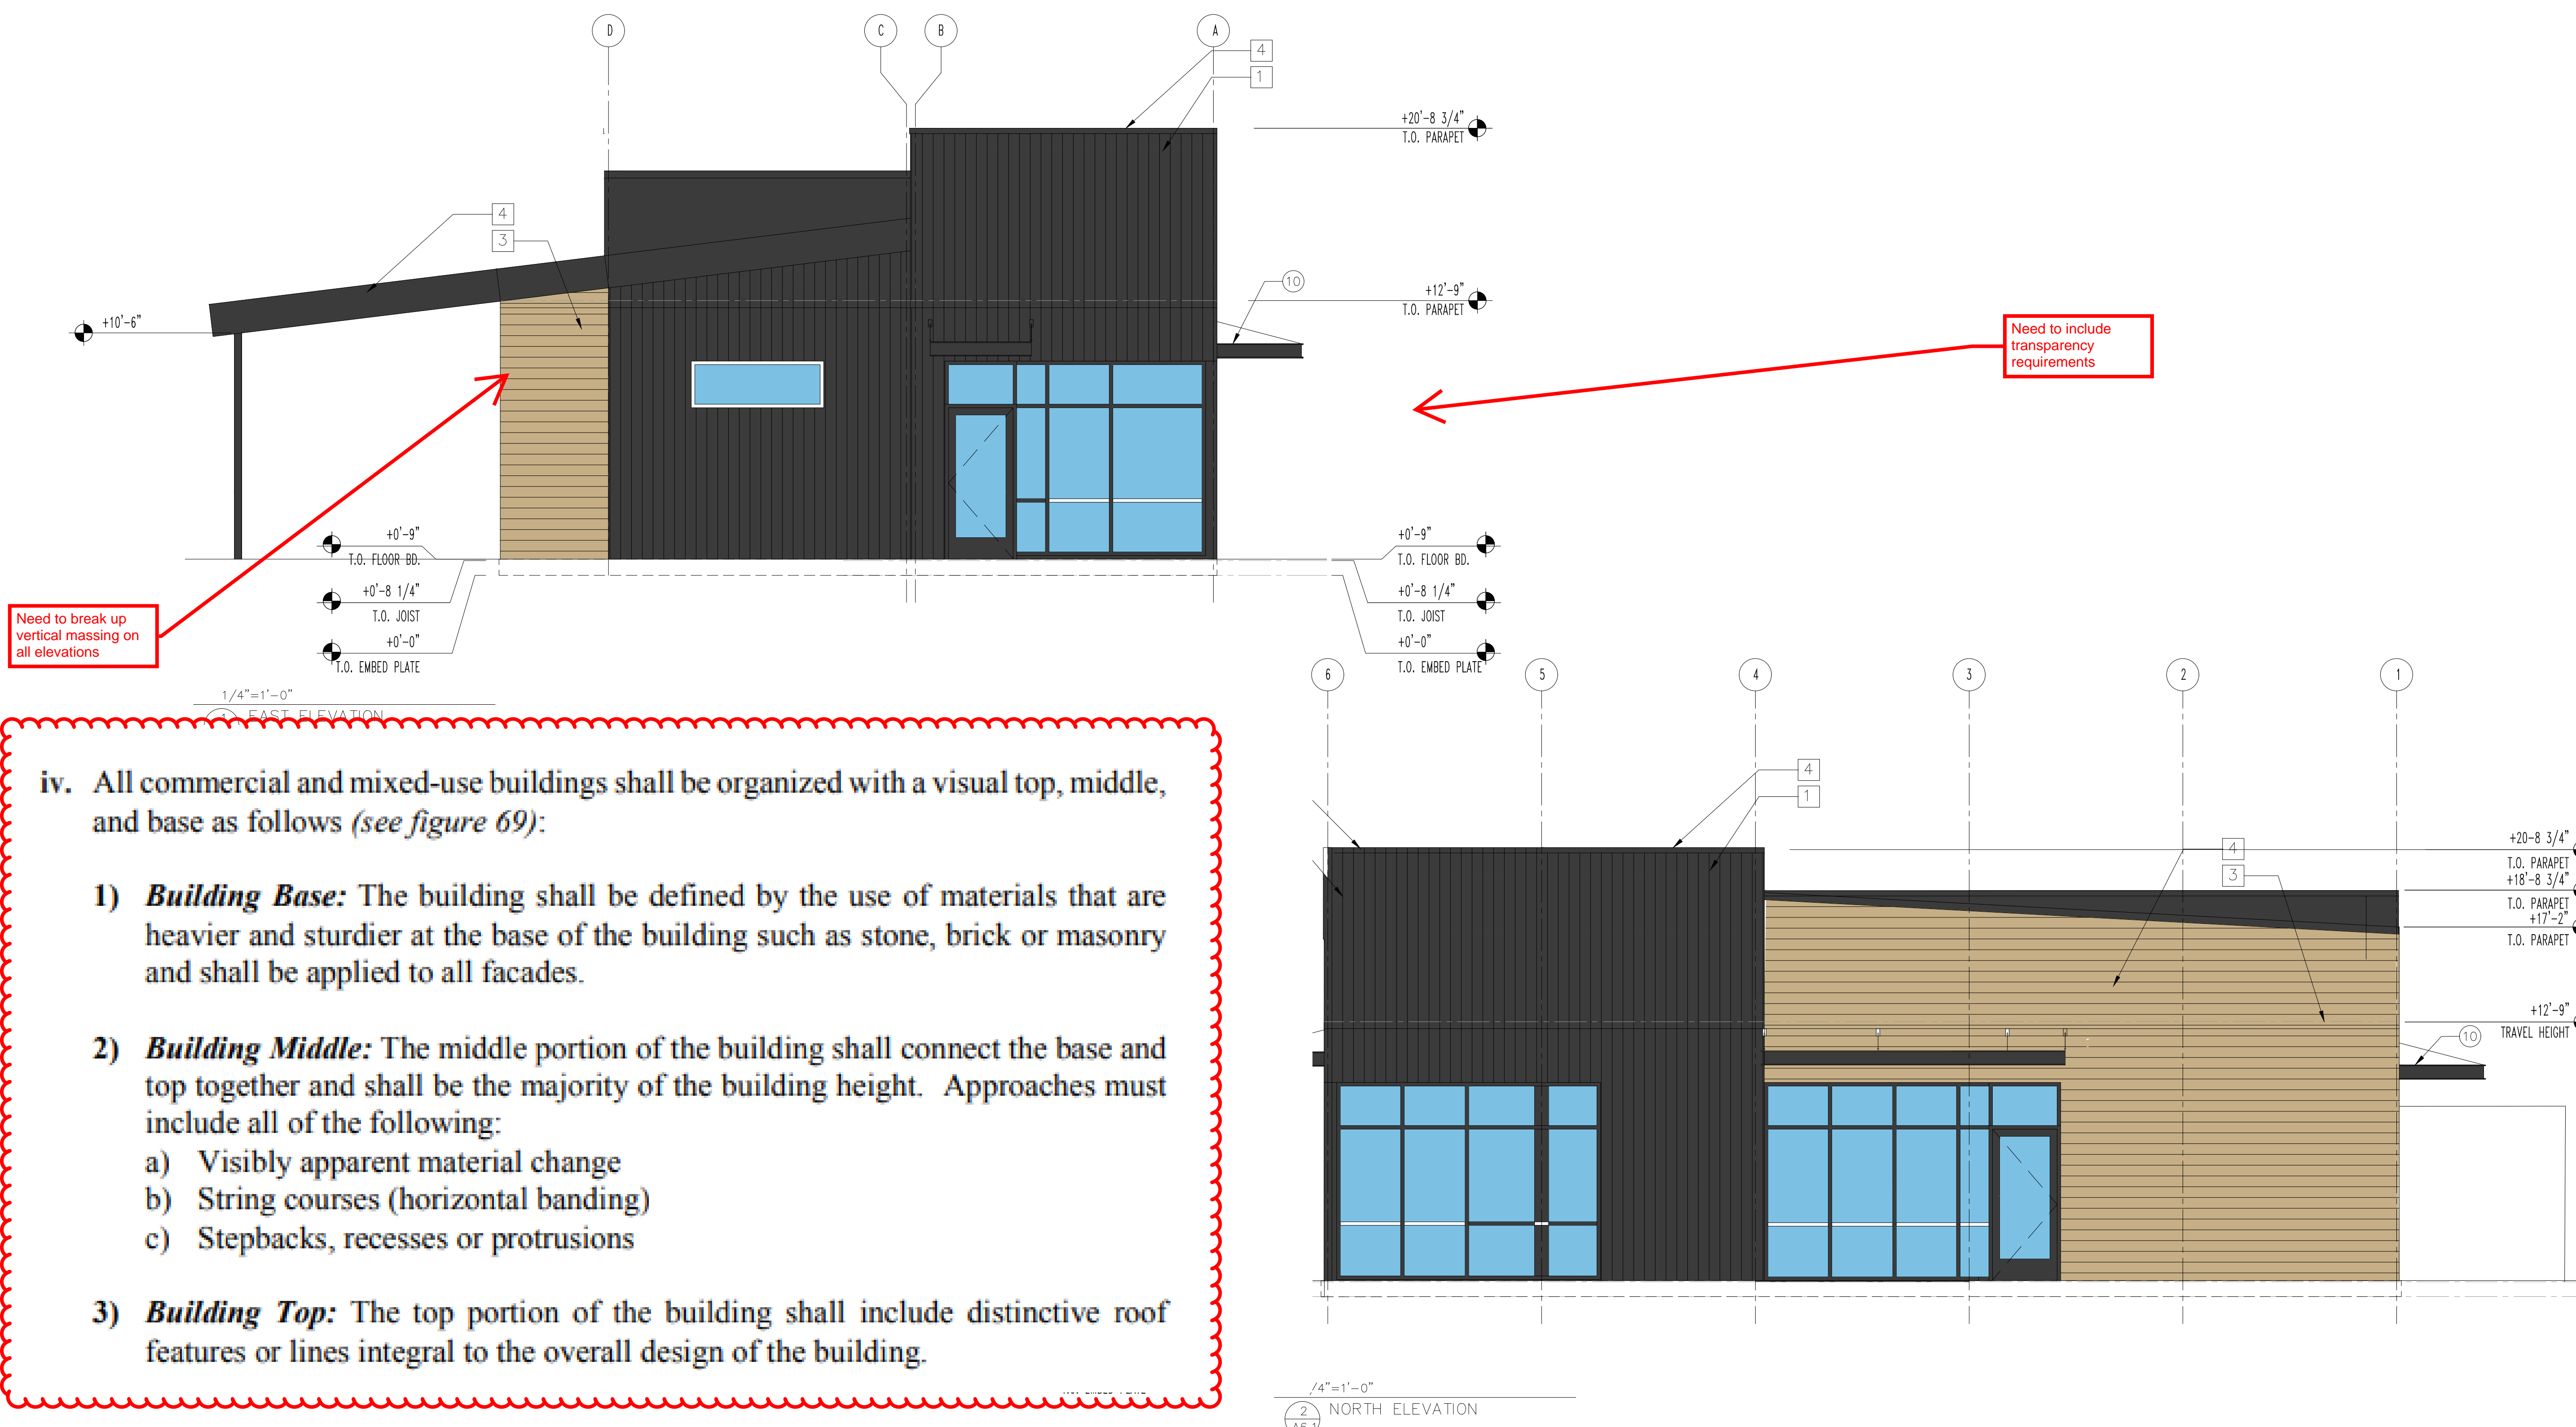 D
C
B
A
4
1
+20'-8 3/4"
T.O. PARAPET
4
3
10
+12'-9"
T.O. PARAPET
+10'-6"
Need to include
transparency
requirements
+0'-9"
T.O. FLOOR BD.
+0'-8 1/4"
T.O. JOIST
+0'-0"
T.O. EMBED PLATE
+0'-9"
T.O. FLOOR BD.
+0'-8 1/4"
T.O. JOIST
+0'-0"
T.O. EMBED PLATE
Need to break up
vertical massing on
all elevations
1/4"=1'-0"
1
EAST ELEVATION
iv. All commercial and mixed-use buildings shall be organized with a visual top, middle,
and base as follows (see figure 69):
1) Building Base: The building shall be defined by the use of materials that are
heavier and sturdier at the base of the building such as stone, brick or masonry
and shall be applied to all facades.
2) Building Middle: The middle portion of the building shall connect the base and
top together and shall be the majority of the building height. Approaches must
include all of the following:
a) Visibly apparent material change
b) String courses (horizontal banding)
c) Stepbacks, recesses or protrusions
3) Building Top: The top portion of the building shall include distinctive roof
features or lines integral to the overall design of the building.
6
5
4
3
2
1
4
1
4
3
+20-8 3/4"
T.O. PARAPET
+18'-8 3/4"
T.O. PARAPET
+17'-2"
T.O. PARAPET
+12'-9"
TRAVEL HEIGHT
10
/4"=1'-0"
2
NORTH ELEVATION